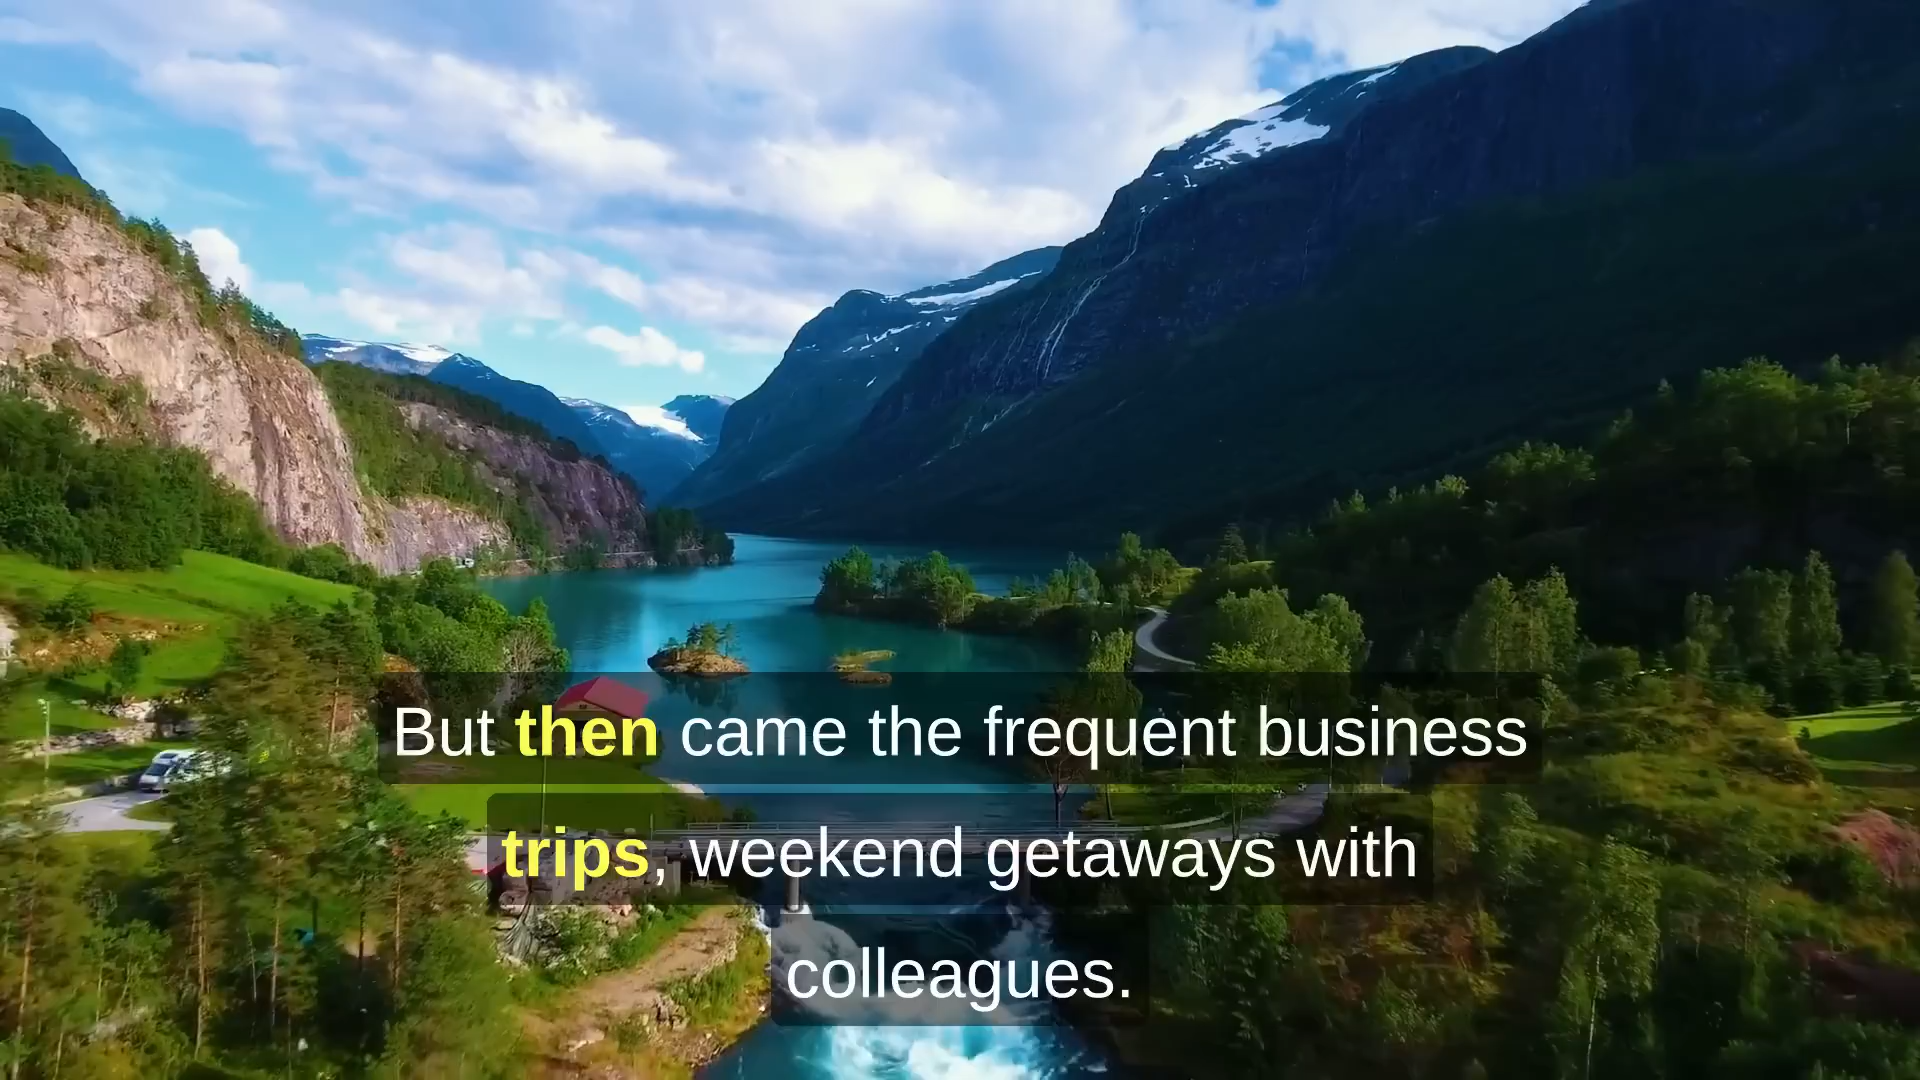 But then came the frequent business
trips, weekend getaways with
colleagues.